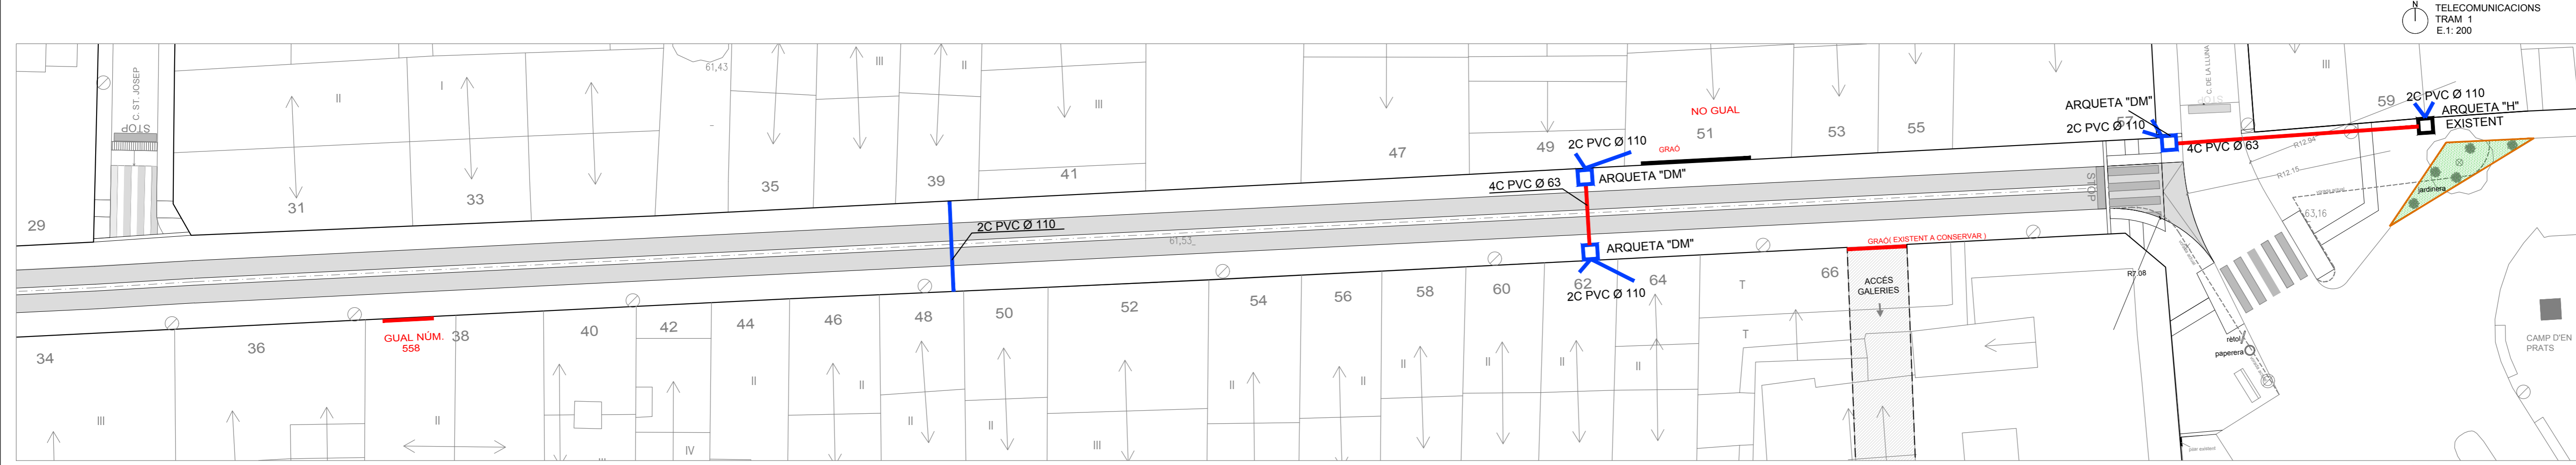 N
TELECOMUNICACIONS
TRAM 1
E.1: 200
C. ST. JOSEP
STOP
61,43
II
I
III
II
III
III
NO GUAL
GRAÓ
29
31
33
35
39
41
47
49
51
53
55
57
59
C. DE LA LLUNA
STOP
2C PVC Ø 110
ARQUETA "H"
EXISTENT
ARQUETA "DM"
2C PVC Ø 110
4C PVC Ø 63
R12.94
R12.15
jardinera
63,16
2C PVC Ø 110
ARQUETA "DM"
4C PVC Ø 63
STOP
2C PVC Ø 110
61,53
ARQUETA "DM"
2C PVC Ø 110
GRAÓ( EXISTENT A CONSERVAR )
ACCÈS
GALERIES
R7.08
GUAL NÚM.
558
34
36
38
40
42
44
46
48
50
52
54
56
58
60
62
64
66
T
T
III
II
III
IV
II
II
II
II
III
II
II
II
II
II
II
rètol
paperera
CAMP D'EN
PRATS